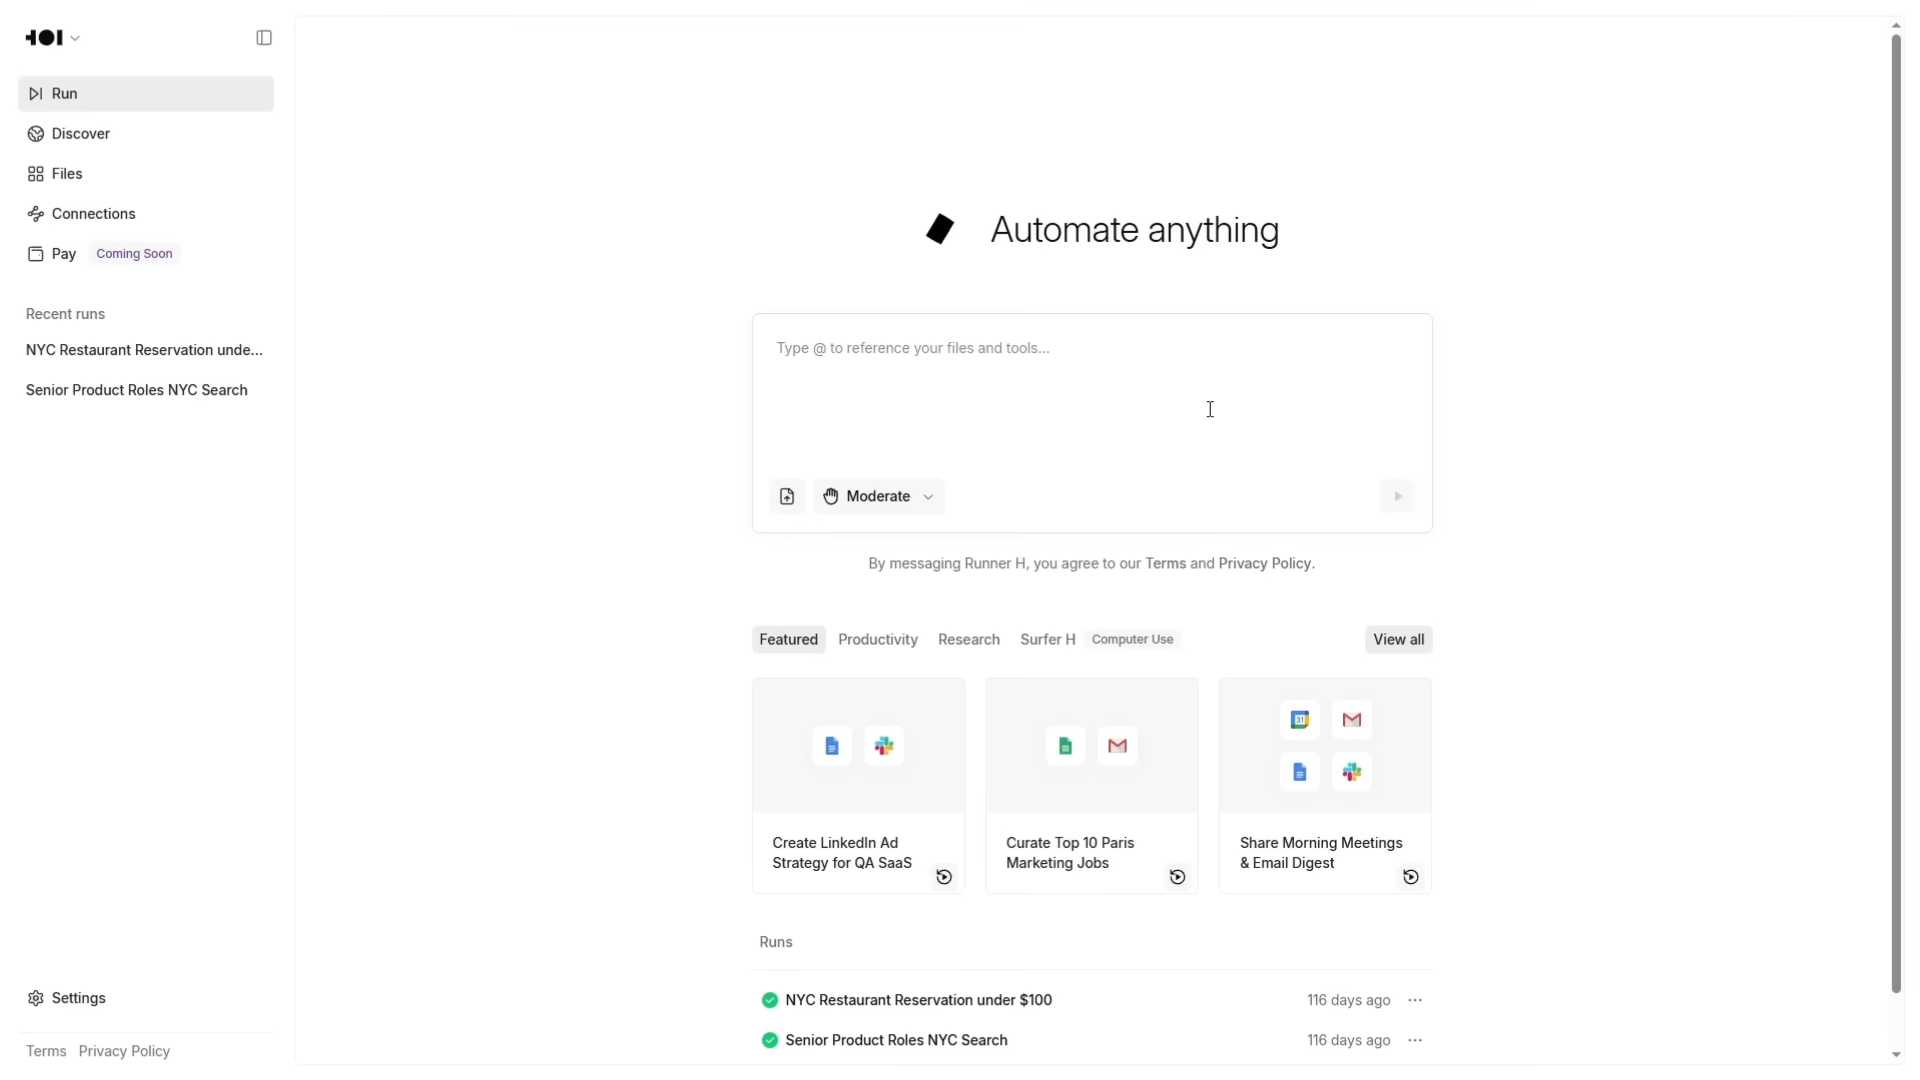 Run
Discover
Files
Connections
Pay Coming Soon
Recent runs
NYC Restaurant Reservation unde...
Senior Product Roles NYC Search
Settings
Terms Privacy Policy
Automate anything
Type @ to reference your files and tools...
Moderate
By messaging Runner H, you agree to our Terms and Privacy Policy.
Featured Productivity Research Surfer H Computer Use View all
31
Create LinkedIn Ad
Strategy for QA SaaS
Curate Top 10 Paris
Marketing Jobs
Share Morning Meetings
& Email Digest
Runs
NYC Restaurant Reservation under $100 116 days ago
Senior Product Roles NYC Search 116 days ago